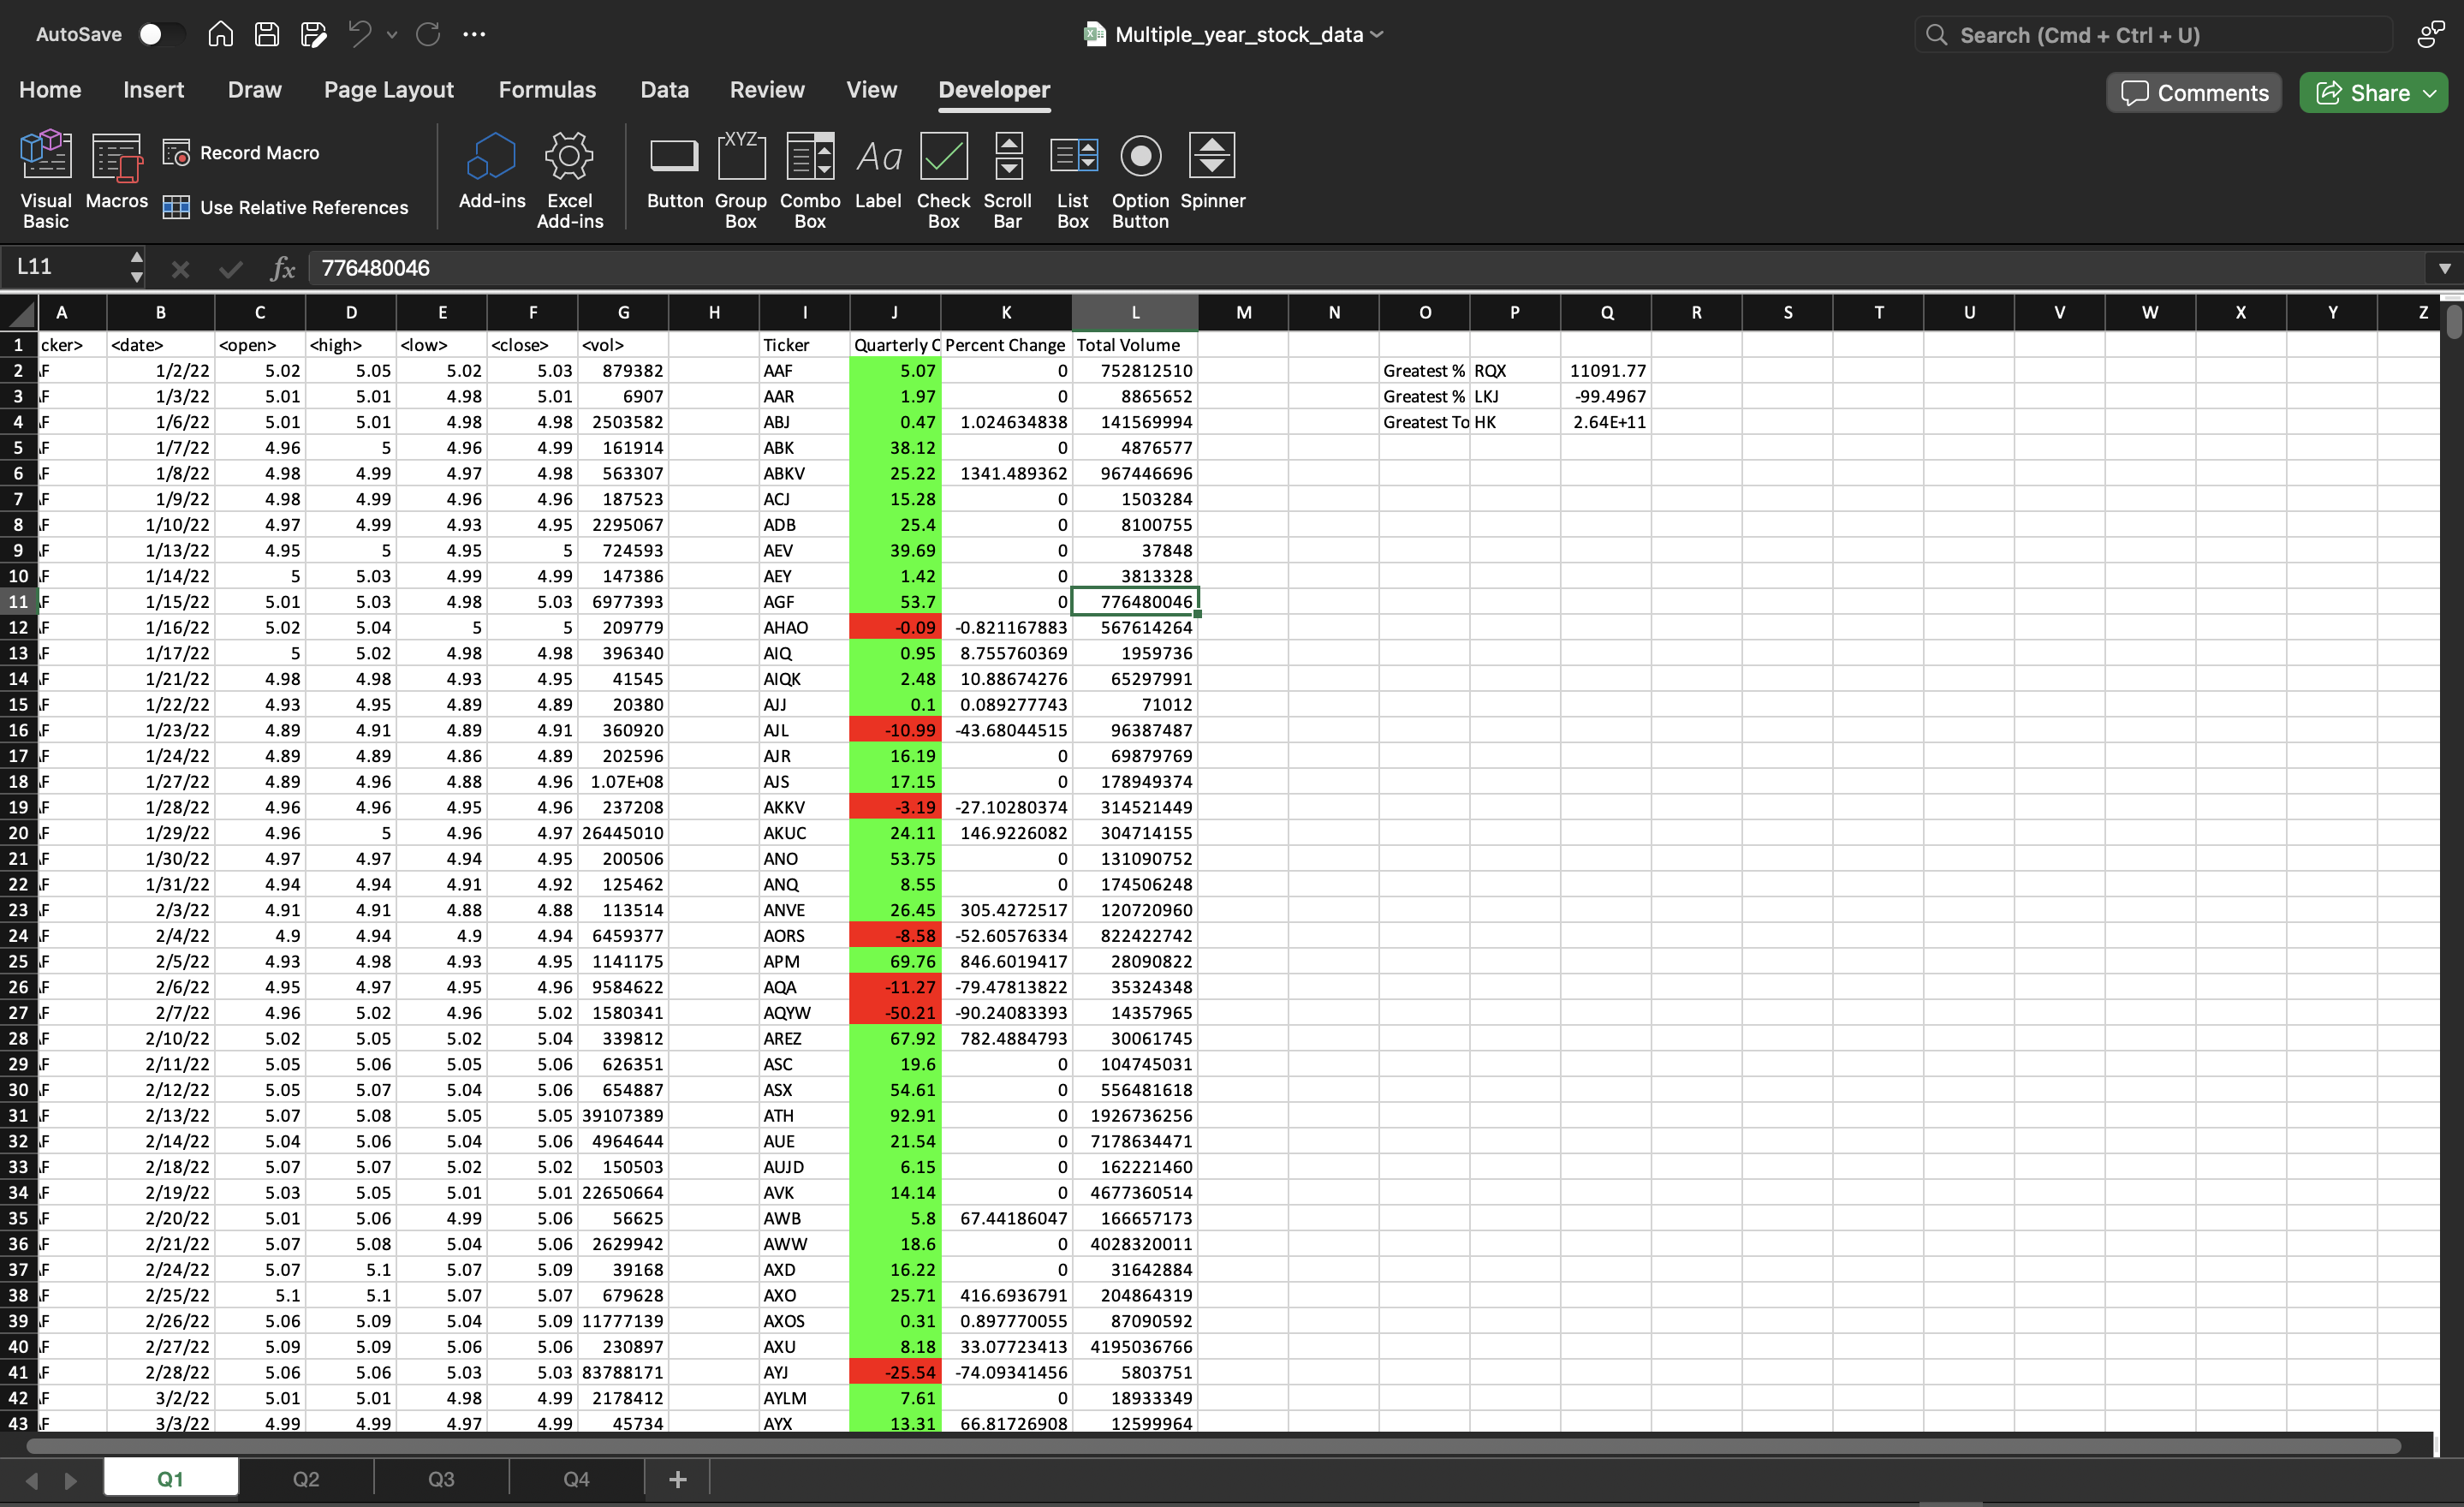 AutoSave
Multiple_year_stock_data
Search (Cmd + Ctrl + U)
Home Insert Draw Page Layout Formulas Data Review View Developer
Comments Share
Visual Basic
Macros
Record Macro
Use Relative References
Add-ins
Excel Add-ins
Button
XYZ
Group Box
Combo Box
Aa
Label
Check Box
Scroll Bar
List Box
Option Button
Spinner
L11 fx 776480046
A B C D E F G H I J K L M N O P Q R S T U V W X Y Z
1 cker> <date> <open> <high> <low> <close> <vol> Ticker Quarterly C Percent Change Total Volume
2 F 1/2/22 5.02 5.05 5.02 5.03 879382 AAF 5.07 0 752812510 Greatest % RQX 11091.77
3 F 1/3/22 5.01 5.01 4.98 5.01 6907 AAR 1.97 0 8865652 Greatest % LKJ -99.4967
4 F 1/6/22 5.01 5.01 4.98 4.98 2503582 ABJ 0.47 1.024634838 141569994 Greatest To HK 2.64E+11
5 F 1/7/22 4.96 5 4.96 4.99 161914 ABK 38.12 0 4876577
6 F 1/8/22 4.98 4.99 4.97 4.98 563307 ABKV 25.22 1341.489362 967446696
7 F 1/9/22 4.98 4.99 4.96 4.96 187523 ACJ 15.28 0 1503284
8 F 1/10/22 4.97 4.99 4.93 4.95 2295067 ADB 25.4 0 8100755
9 F 1/13/22 4.95 5 4.95 5 724593 AEV 39.69 0 37848
10 F 1/14/22 5 5.03 4.99 4.99 147386 AEY 1.42 0 3813328
11 F 1/15/22 5.01 5.03 4.98 5.03 6977393 AGF 53.7 0 776480046
12 F 1/16/22 5.02 5.04 5 5 209779 AHAO -0.09 -0.821167883 567614264
13 F 1/17/22 5 5.02 4.98 4.98 396340 AIQ 0.95 8.755760369 1959736
14 F 1/21/22 4.98 4.98 4.93 4.95 41545 AIQK 2.48 10.88674276 65297991
15 F 1/22/22 4.93 4.95 4.89 4.89 20380 AJJ 0.1 0.089277743 71012
16 F 1/23/22 4.89 4.91 4.89 4.91 360920 AJL -10.99 -43.68044515 96387487
17 F 1/24/22 4.89 4.89 4.86 4.89 202596 AJR 16.19 0 69879769
18 F 1/27/22 4.89 4.96 4.88 4.96 1.07E+08 AJS 17.15 0 178949374
19 F 1/28/22 4.96 4.96 4.95 4.96 237208 AKKV -3.19 -27.10280374 314521449
20 F 1/29/22 4.96 5 4.96 4.97 26445010 AKUC 24.11 146.9226082 304714155
21 F 1/30/22 4.97 4.97 4.94 4.95 200506 ANO 53.75 0 131090752
22 F 1/31/22 4.94 4.94 4.91 4.92 125462 ANQ 8.55 0 174506248
23 F 2/3/22 4.91 4.91 4.88 4.88 113514 ANVE 26.45 305.4272517 120720960
24 F 2/4/22 4.9 4.94 4.9 4.94 6459377 AORS -8.58 -52.60576334 822422742
25 F 2/5/22 4.93 4.98 4.93 4.95 1141175 APM 69.76 846.6019417 28090822
26 F 2/6/22 4.95 4.97 4.95 4.96 9584622 AQA -11.27 -79.47813822 35324348
27 F 2/7/22 4.96 5.02 4.96 5.02 1580341 AQYW -50.21 -90.24083393 14357965
28 F 2/10/22 5.02 5.05 5.02 5.04 339812 AREZ 67.92 782.4884793 30061745
29 F 2/11/22 5.05 5.06 5.05 5.06 626351 ASC 19.6 0 104745031
30 F 2/12/22 5.05 5.07 5.04 5.06 654887 ASX 54.61 0 556481618
31 F 2/13/22 5.07 5.08 5.05 5.05 39107389 ATH 92.91 0 1926736256
32 F 2/14/22 5.04 5.06 5.04 5.06 4964644 AUE 21.54 0 7178634471
33 F 2/18/22 5.07 5.07 5.02 5.02 150503 AUJD 6.15 0 162221460
34 F 2/19/22 5.03 5.05 5.01 5.01 22650664 AVK 14.14 0 4677360514
35 F 2/20/22 5.01 5.06 4.99 5.06 56625 AWB 5.8 67.44186047 166657173
36 F 2/21/22 5.07 5.08 5.04 5.06 2629942 AWW 18.6 0 4028320011
37 F 2/24/22 5.07 5.1 5.07 5.09 39168 AXD 16.22 0 31642884
38 F 2/25/22 5.1 5.1 5.07 5.07 679628 AXO 25.71 416.6936791 204864319
39 F 2/26/22 5.06 5.09 5.04 5.09 11777139 AXOS 0.31 0.897770055 87090592
40 F 2/27/22 5.09 5.09 5.06 5.06 230897 AXU 8.18 33.07723413 4195036766
41 F 2/28/22 5.06 5.06 5.03 5.03 83788171 AYJ -25.54 -74.09341456 5803751
42 F 3/2/22 5.01 5.01 4.98 4.99 2178412 AYLM 7.61 0 18933349
43 F 3/3/22 4.99 4.99 4.97 4.99 45734 AYX 13.31 66.81726908 12599964
Q1 Q2 Q3 Q4 +